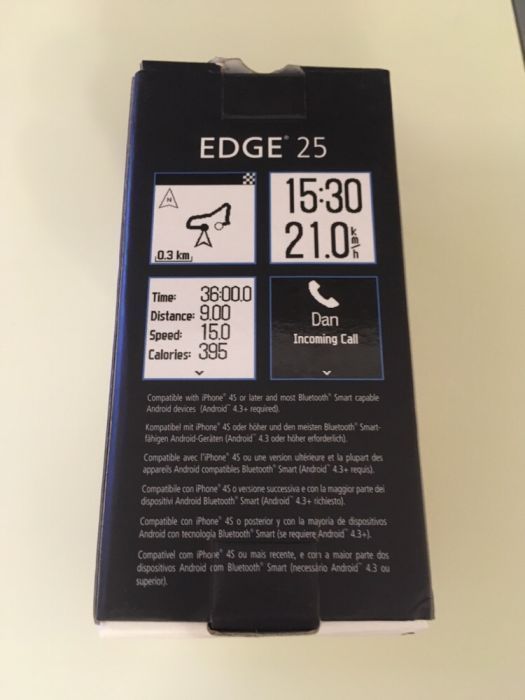 EDGE® 25
N
0.3 km
15:30
21.0 km/h
Time: 36:00.0
Distance: 9.00
Speed: 15.0
Calories: 395
Dan
Incoming Call
Compatible with iPhone® 4S or later and most Bluetooth® Smart capable
Android devices (Android™ 4.3+ required).
Kompatibel mit iPhone® 4S oder höher und den meisten Bluetooth® Smart-
fähigen Android-Geräten (Android™ 4.3 oder höher erforderlich).
Compatible avec l'iPhone® 4S ou une version ultérieure et la plupart des
appareils Android compatibles Bluetooth® Smart (Android™ 4.3+ requis).
Compatibile con iPhone® 4S o versione successiva e con la maggior parte dei
dispositivi Android Bluetooth® Smart (Android™ 4.3+ richiesto).
Compatible con iPhone® 4S o posterior y con la mayoría de dispositivos
Android con tecnología Bluetooth® Smart (se requiere Android™ 4.3+).
Compatível com iPhone® 4S ou mais recente, e com a maior parte dos
dispositivos Android com Bluetooth® Smart (necessário Android™ 4.3 ou
superior).